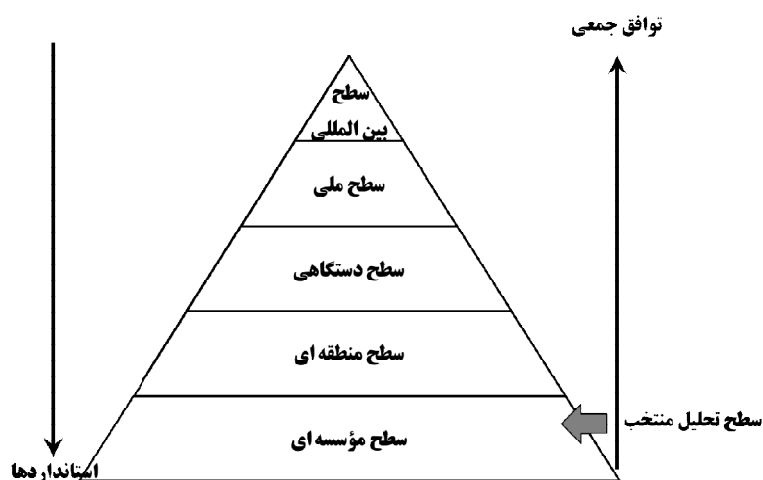 توافق جمعی
سطح
بین المللی
سطح ملی
سطح دستگاهی
سطح منطقه ای
سطح تحلیل منتخب
سطح مؤسسه ای
استانداردها